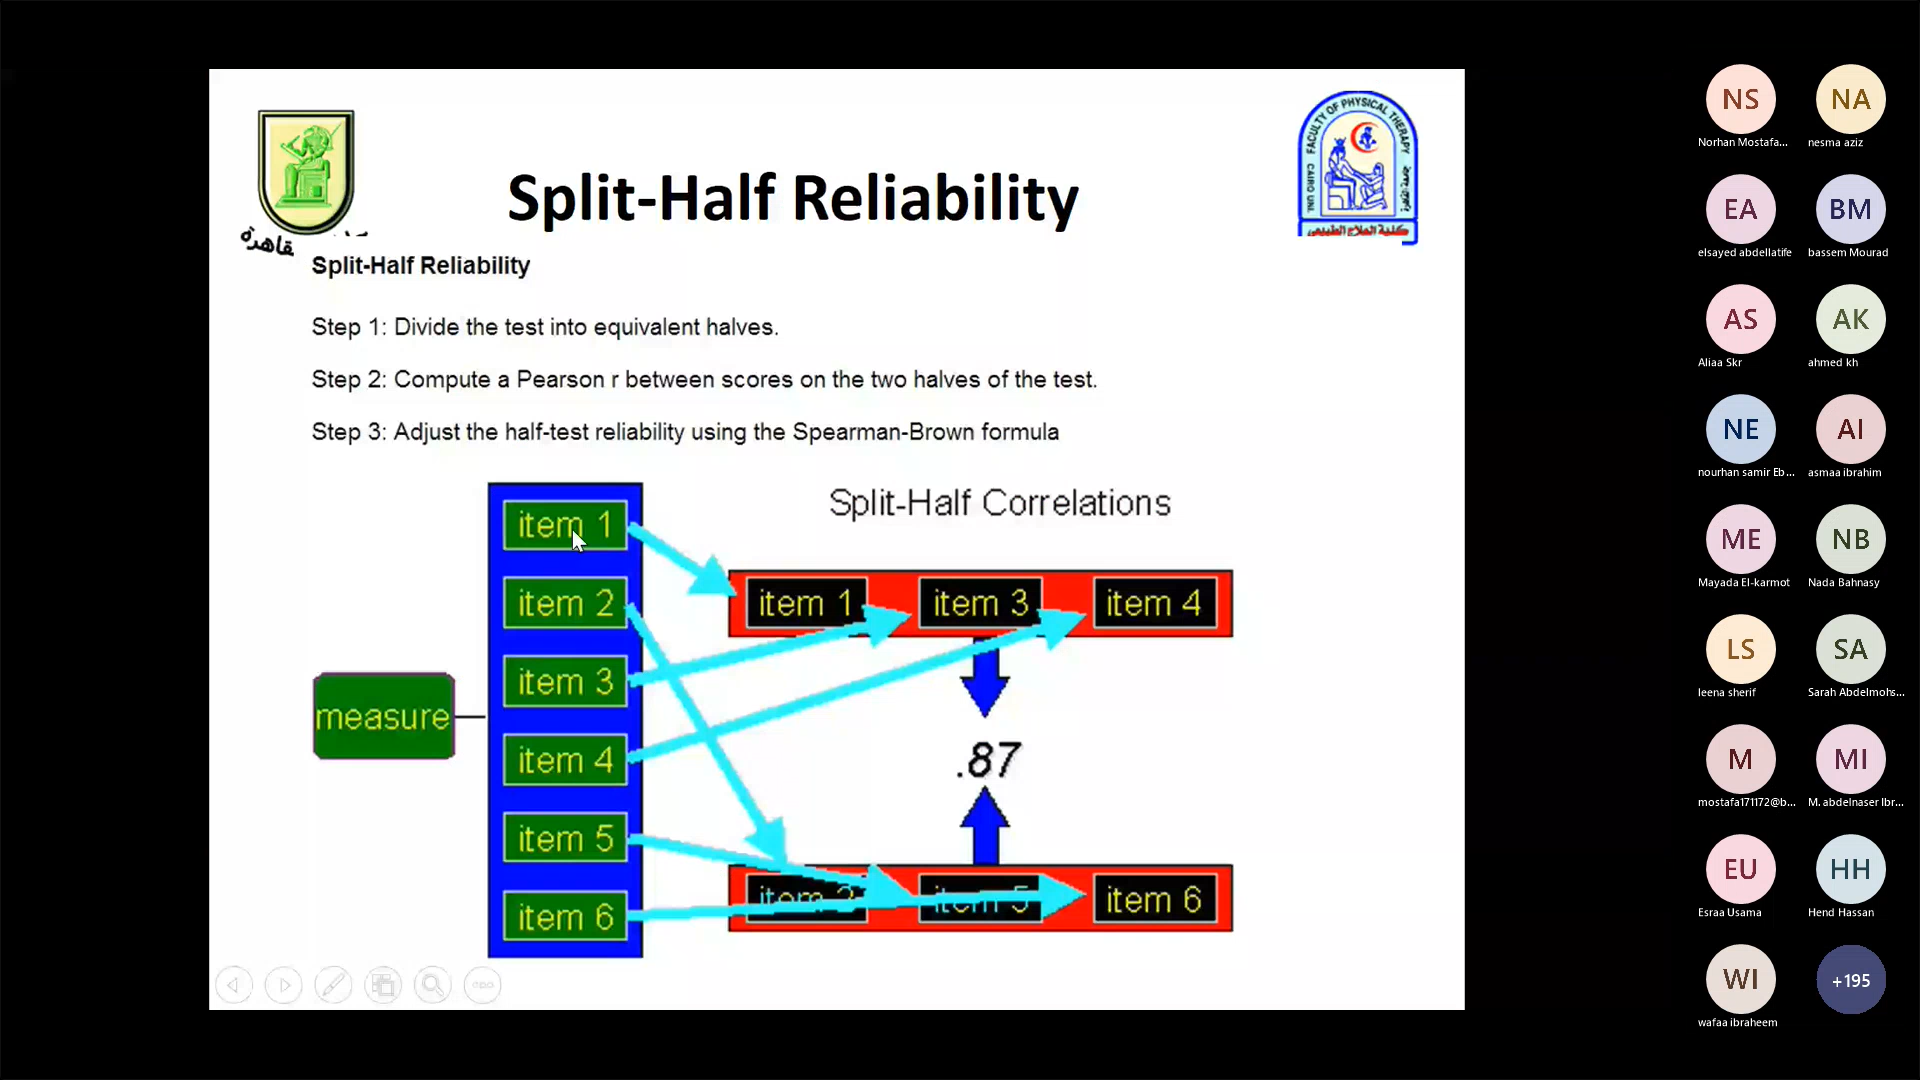 Split-Half Reliability
FACULTY OF PHYSICAL THERAPY
CAIRO UNI.
كلية العلاج الطبيعي
Split-Half Reliability
Step 1: Divide the test into equivalent halves.
Step 2: Compute a Pearson r between scores on the two halves of the test.
Step 3: Adjust the half-test reliability using the Spearman-Brown formula
Split-Half Correlations
measure
item 1
item 2
item 3
item 4
item 5
item 6
item 1 item 3 item 4
.87
item 2 item 5 item 6
NS NA
Norhan Mostafa... nesma aziz
EA BM
elsayed abdellatife bassem Mourad
AS AK
Aliaa Skr ahmed kh
NE AI
nourhan samir Eb... asmaa ibrahim
ME NB
Mayada El-karmot Nada Bahnasy
LS SA
leena sherif Sarah Abdelmohs...
M MI
mostafa171172@b... M. abdelnaser Ibr...
EU HH
Esraa Usama Hend Hassan
WI +195
wafaa ibraheem